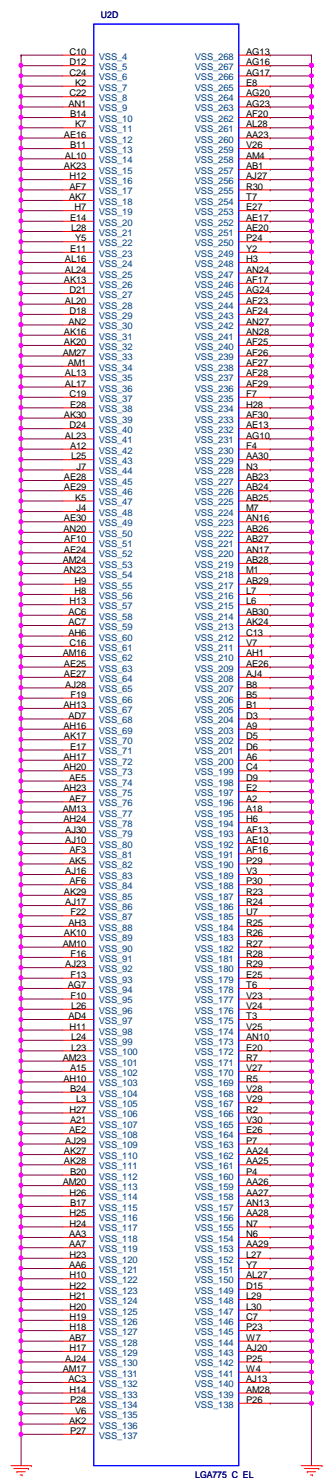 U2D
C10 VSS_4 VSS_268 AG13
D12 VSS_5 VSS_267 AG16
C24 VSS_6 VSS_266 AG17
K2 VSS_7 VSS_265 E8
C22 VSS_8 VSS_264 AG20
AN1 VSS_9 VSS_263 AG23
B14 VSS_10 VSS_262 AF20
K7 VSS_11 VSS_261 AL28
AE16 VSS_12 VSS_260 AA23
B11 VSS_13 VSS_259 V26
AL10 VSS_14 VSS_258 AM4
AK23 VSS_15 VSS_257 AB1
H12 VSS_16 VSS_256 AJ27
AF7 VSS_17 VSS_255 R30
AK7 VSS_18 VSS_254 T7
H7 VSS_19 VSS_253 E27
E14 VSS_20 VSS_252 AE17
L28 VSS_21 VSS_251 AE20
Y5 VSS_22 VSS_250 P24
E11 VSS_23 VSS_249 Y2
AL16 VSS_24 VSS_248 H3
AL24 VSS_25 VSS_247 AN24
AK13 VSS_26 VSS_246 AF17
D21 VSS_27 VSS_245 AG24
AL20 VSS_28 VSS_244 AF23
D18 VSS_29 VSS_243 AF24
AN2 VSS_30 VSS_242 AN27
AK16 VSS_31 VSS_241 AN28
AK20 VSS_32 VSS_240 AF25
AM27 VSS_33 VSS_239 AF26
AM1 VSS_34 VSS_238 AF27
AL13 VSS_35 VSS_237 AF28
AL17 VSS_36 VSS_236 AF29
C19 VSS_37 VSS_235 F7
E28 VSS_38 VSS_234 H28
AK30 VSS_39 VSS_233 AF30
D24 VSS_40 VSS_232 AE13
AL23 VSS_41 VSS_231 AG10
A12 VSS_42 VSS_230 F4
L25 VSS_43 VSS_229 AA30
J7 VSS_44 VSS_228 N3
AE28 VSS_45 VSS_227 AB23
AE29 VSS_46 VSS_226 AB24
K5 VSS_47 VSS_225 AB25
J4 VSS_48 VSS_224 M7
AE30 VSS_49 VSS_223 AN16
AN20 VSS_50 VSS_222 AB26
AF10 VSS_51 VSS_221 AB27
AE24 VSS_52 VSS_220 AN17
AM24 VSS_53 VSS_219 AB28
AN23 VSS_54 VSS_218 M1
H9 VSS_55 VSS_217 AB29
H8 VSS_56 VSS_216 L7
H13 VSS_57 VSS_215 L6
AC6 VSS_58 VSS_214 AB30
AC7 VSS_59 VSS_213 AK24
AH6 VSS_60 VSS_212 C13
C16 VSS_61 VSS_211 V7
AM16 VSS_62 VSS_210 AH1
AE25 VSS_63 VSS_209 AE26
AE27 VSS_64 VSS_208 AJ4
AJ28 VSS_65 VSS_207 B8
F19 VSS_66 VSS_206 B5
AH13 VSS_67 VSS_205 B1
AD7 VSS_68 VSS_204 D3
AH16 VSS_69 VSS_203 A9
AK17 VSS_70 VSS_202 D5
E17 VSS_71 VSS_201 D6
AH17 VSS_72 VSS_200 A6
AH20 VSS_73 VSS_199 C4
AE5 VSS_74 VSS_198 D9
AH23 VSS_75 VSS_197 E2
AE7 VSS_76 VSS_196 A2
AM13 VSS_77 VSS_195 A18
AH24 VSS_78 VSS_194 H6
AJ30 VSS_79 VSS_193 AF13
AJ10 VSS_80 VSS_192 AE10
AF3 VSS_81 VSS_191 AF16
AK5 VSS_82 VSS_190 P29
AJ16 VSS_83 VSS_189 V3
AF6 VSS_84 VSS_188 P30
AK29 VSS_85 VSS_187 R23
AJ17 VSS_86 VSS_186 R24
F22 VSS_87 VSS_185 U7
AH3 VSS_88 VSS_184 R25
AK10 VSS_89 VSS_183 R26
AM10 VSS_90 VSS_182 R27
F16 VSS_91 VSS_181 R28
AJ23 VSS_92 VSS_180 R29
F13 VSS_93 VSS_179 E25
AG7 VSS_94 VSS_178 T6
F10 VSS_95 VSS_177 V23
L26 VSS_96 VSS_176 V24
AD4 VSS_97 VSS_175 T3
H11 VSS_98 VSS_174 V25
L24 VSS_99 VSS_173 AN10
L23 VSS_100 VSS_172 E20
AM23 VSS_101 VSS_171 R7
A15 VSS_102 VSS_170 V27
AH10 VSS_103 VSS_169 R5
B24 VSS_104 VSS_168 V28
L3 VSS_105 VSS_167 V29
H27 VSS_106 VSS_166 R2
A21 VSS_107 VSS_165 V30
AE2 VSS_108 VSS_164 E26
AJ29 VSS_109 VSS_163 P7
AK27 VSS_110 VSS_162 AA24
AK28 VSS_111 VSS_161 AA25
B20 VSS_112 VSS_160 P4
AM20 VSS_113 VSS_159 AA26
H26 VSS_114 VSS_158 AA27
B17 VSS_115 VSS_157 AN13
H25 VSS_116 VSS_156 AA28
H24 VSS_117 VSS_155 N7
AA3 VSS_118 VSS_154 N6
AA7 VSS_119 VSS_153 AA29
H23 VSS_120 VSS_152 L27
AA6 VSS_121 VSS_151 Y7
H10 VSS_122 VSS_150 AL27
H22 VSS_123 VSS_149 D15
H21 VSS_124 VSS_148 L29
H20 VSS_125 VSS_147 L30
H19 VSS_126 VSS_146 C7
H18 VSS_127 VSS_145 P23
AB7 VSS_128 VSS_144 W7
H17 VSS_129 VSS_143 AJ20
AJ24 VSS_130 VSS_142 P25
AM17 VSS_131 VSS_141 W4
AC3 VSS_132 VSS_140 AJ13
H14 VSS_133 VSS_139 AM28
P28 VSS_134 VSS_138 P26
V6 VSS_135
AK2 VSS_136
P27 VSS_137
LGA775_C_EL